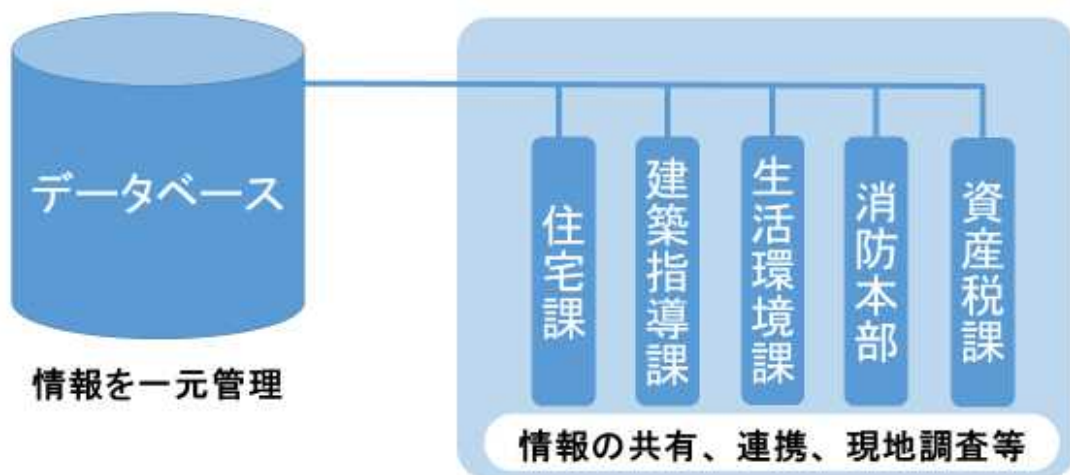 データベース
情報を一元管理
住宅課
建築指導課
生活環境課
消防本部
資産税課
情報の共有、連携、現地調査等